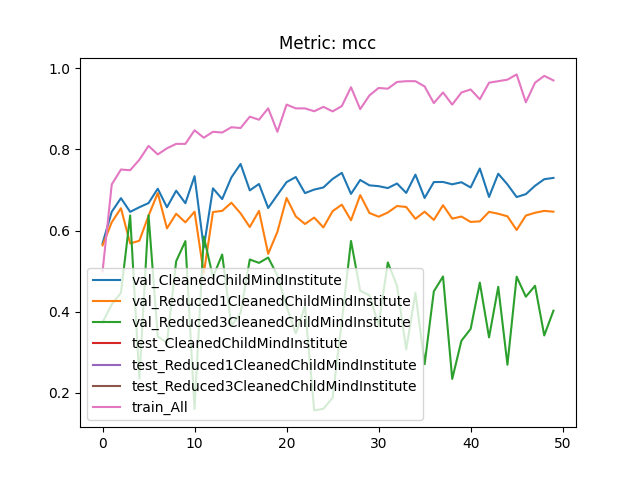 Metric: mcc
1.0
0.8
0.6
0.4
0.2
val_CleanedChildMindInstitute
val_Reduced1CleanedChildMindInstitute
val_Reduced3CleanedChildMindInstitute
test_CleanedChildMindInstitute
test_Reduced1CleanedChildMindInstitute
test_Reduced3CleanedChildMindInstitute
train_All
0 10 20 30 40 50